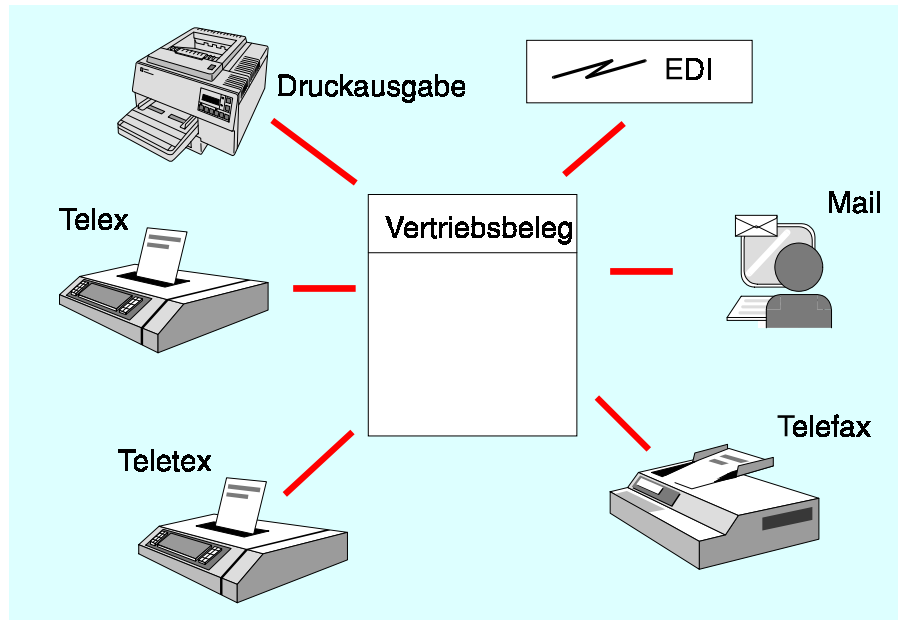 Druckausgabe
EDI
Telex
Vertriebsbeleg
Mail
Teletex
Telefax